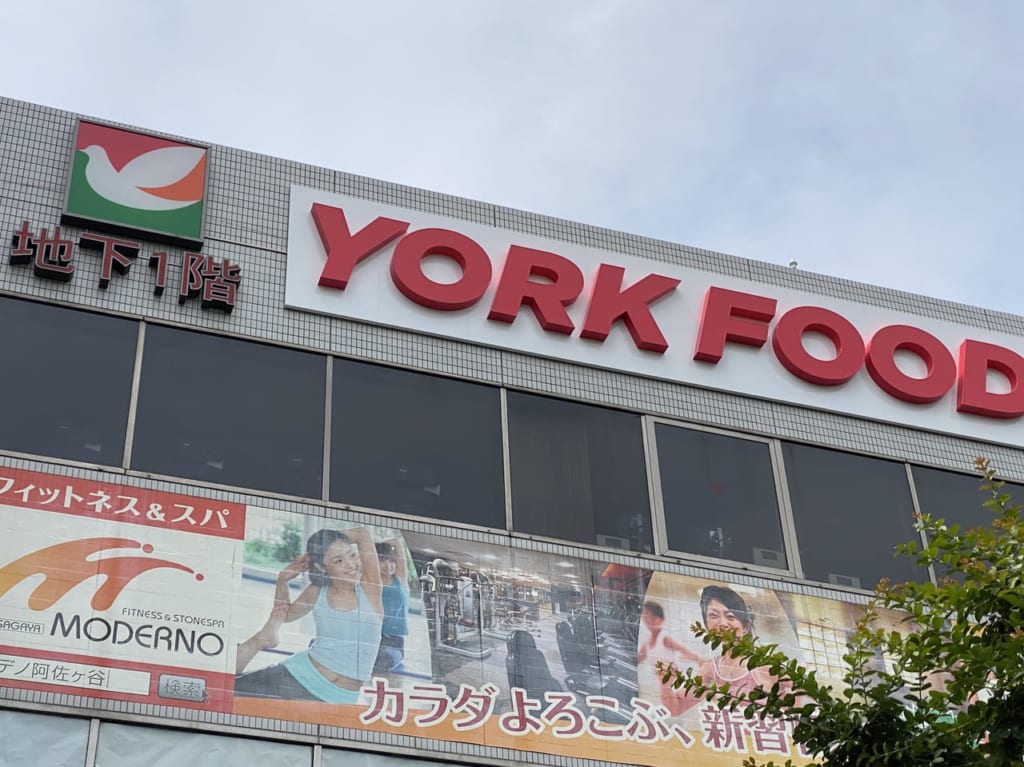 地下1階
YORK FOOD
フィットネス&スパ
FITNESS & STONESPA
SAGAYA MODERNO
デノ阿佐ヶ谷 検索
カラダよろこぶ、新習